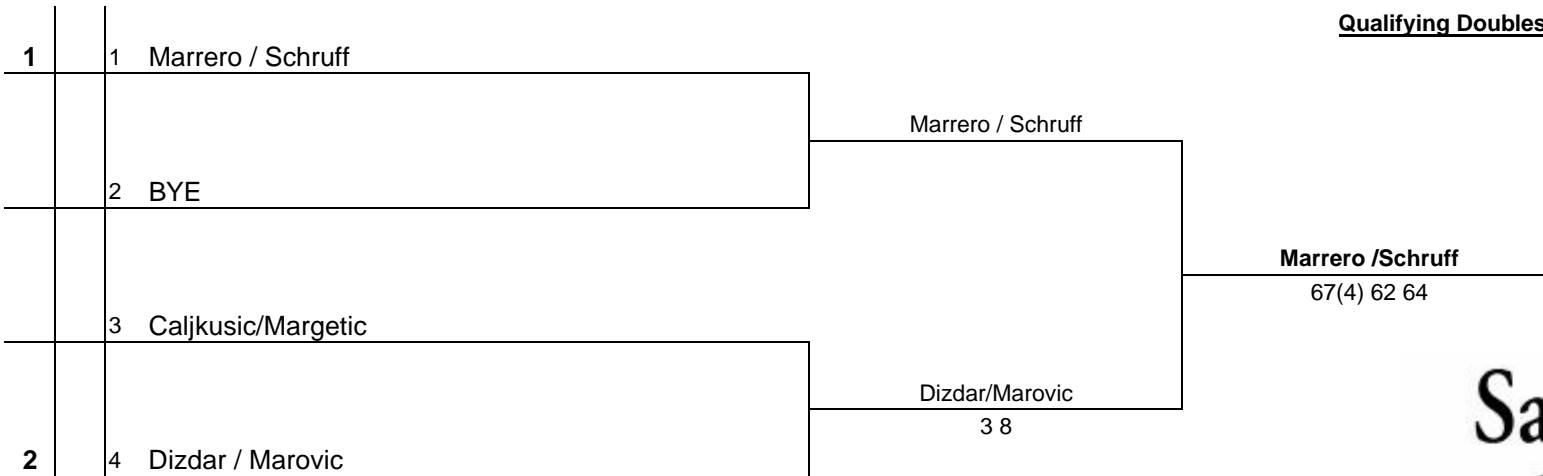 Qualifying Doubles
1 1 Marrero / Schruff
Marrero / Schruff
2 BYE
Marrero /Schruff
67(4) 62 64
3 Caljkusic/Margetic
Dizdar/Marovic
3 8
2 4 Dizdar / Marovic
Sa